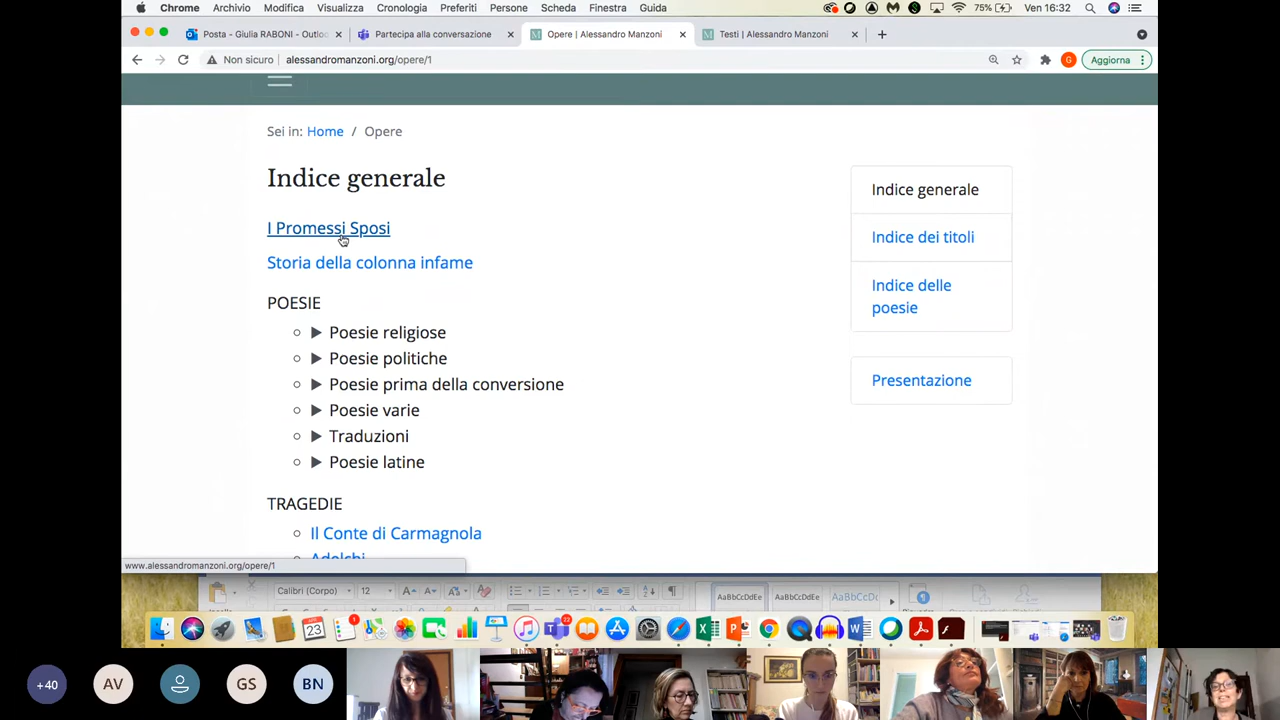 Chrome Archivio Modifica Visualizza Cronologia Preferiti Persone Scheda Finestra Guida 75% Ven 16:32
Posta - Giulia RABONI - Outloo Partecipa alla conversazione Opere | Alessandro Manzoni Testi | Alessandro Manzoni
Non sicuro alessandromanzoni.org/opere/1 G Aggiorna
Sei in: Home / Opere
Indice generale
I Promessi Sposi
Storia della colonna infame
POESIE
Poesie religiose
Poesie politiche
Poesie prima della conversione
Poesie varie
Traduzioni
Poesie latine
TRAGEDIE
Il Conte di Carmagnola
Adelchi
Indice generale
Indice dei titoli
Indice delle
poesie
Presentazione
www.alessandromanzoni.org/opere/1
Calibri (Corpo) 12 AaBbCcDdEe AaBbCcDdEe AaBbCcDc
+40 AV GS BN